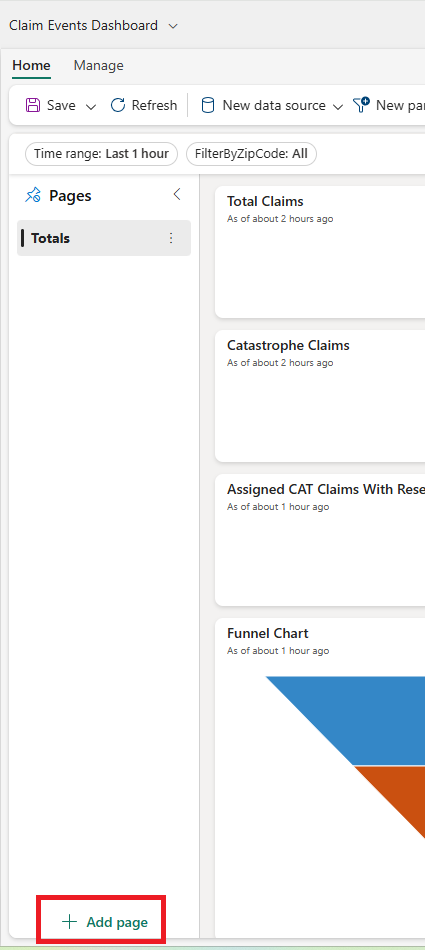 Claim Events Dashboard
Home Manage
Save Refresh New data source New
Time range: Last 1 hour FilterByZipCode: All
Pages
Totals
Total Claims
As of about 2 hours ago
Catastrophe Claims
As of about 2 hours ago
Assigned CAT Claims With
As of about 1 hour ago
Funnel Chart
As of about 1 hour ago
Add page